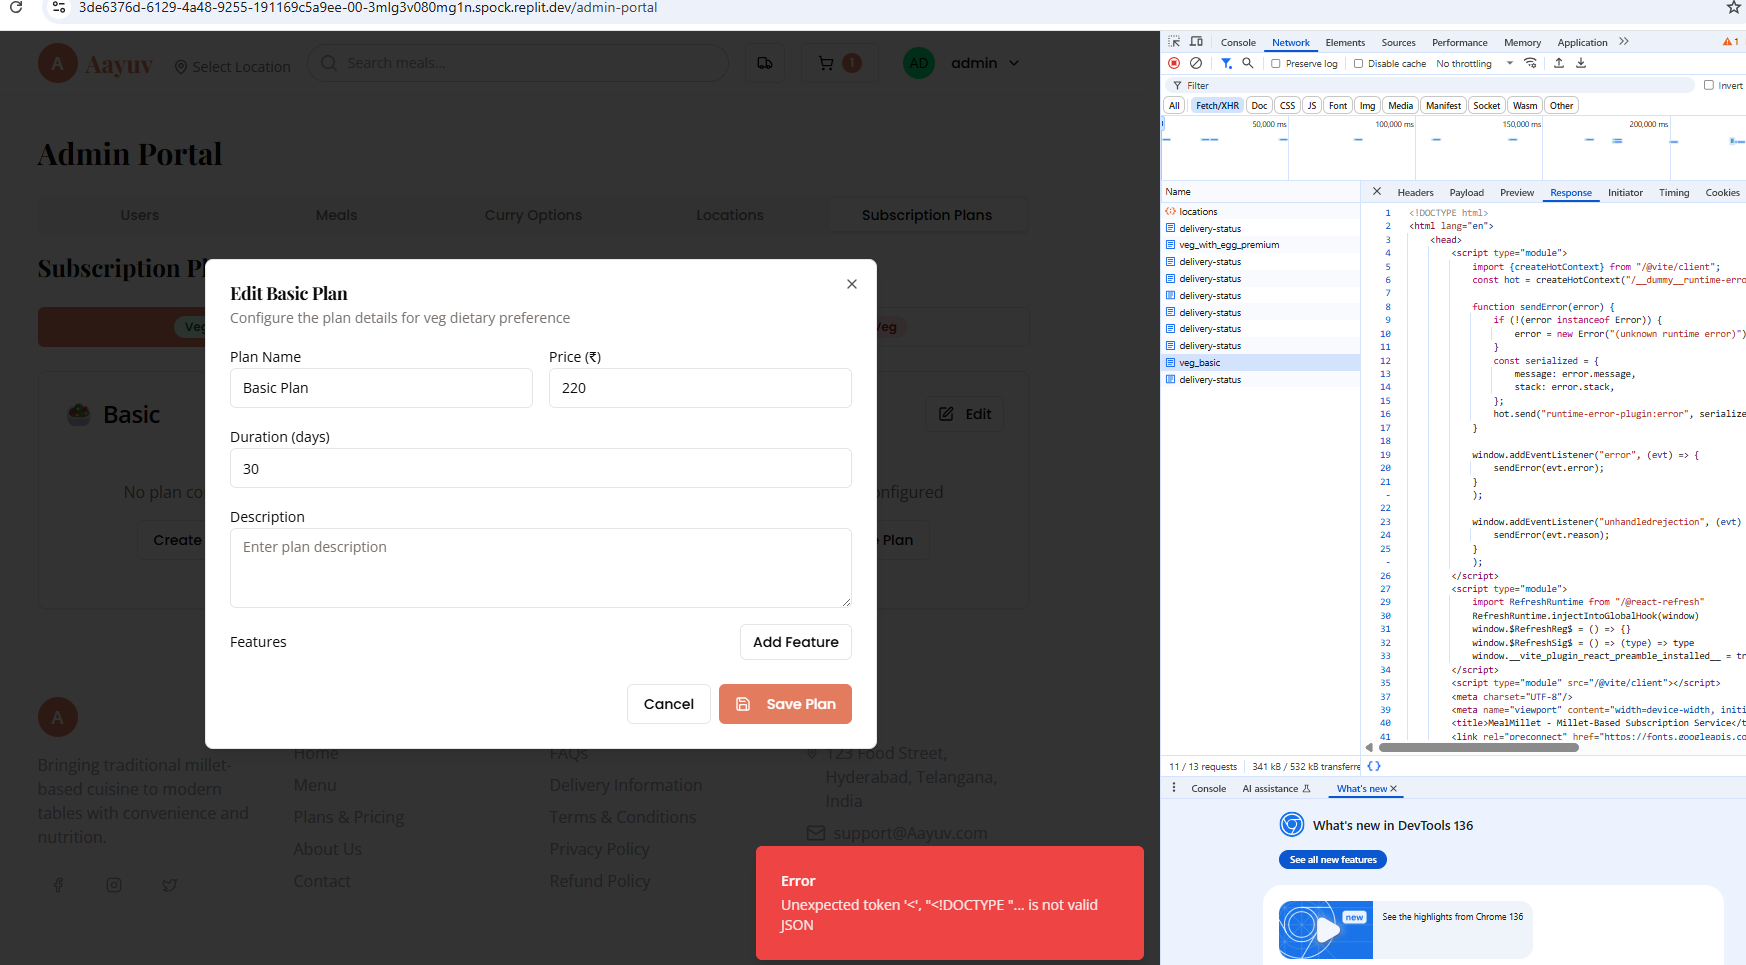 3de6376d-6129-4a48-9255-191169c5a9ee-00-3mlg3v080mg1n.spock.replit.dev/admin-portal
A Aayuv Select Location Search meals... 1 AD admin
Admin Portal
Users Meals Curry Options Locations Subscription Plans
Subscription Pl
Veg
Veg
Basic
Edit
No plan co
onfigured
Create
Plan
Edit Basic Plan
Configure the plan details for veg dietary preference
Plan Name Price (₹)
Basic Plan 220
Duration (days)
30
Description
Enter plan description
Features Add Feature
Cancel Save Plan
A
Bringing traditional millet-
based cuisine to modern
tables with convenience and
nutrition.
Home
Menu
Plans & Pricing
About Us
Contact
FAQs
Delivery Information
Terms & Conditions
Privacy Policy
Refund Policy
123 Food Street,
Hyderabad, Telangana,
India
support@Aayuv.com
Error
Unexpected token '<', "<!DOCTYPE "... is not valid
JSON
Console Network Elements Sources Performance Memory Application 1
Preserve log Disable cache No throttling
Filter Invert
All Fetch/XHR Doc CSS JS Font Img Media Manifest Socket Wasm Other
50,000 ms 100,000 ms 150,000 ms 200,000 ms
Name
locations
delivery-status
veg_with_egg_premium
delivery-status
delivery-status
delivery-status
delivery-status
delivery-status
delivery-status
veg_basic
delivery-status
Headers Payload Preview Response Initiator Timing Cookies
1 <!DOCTYPE html>
2 <html lang="en">
3 <head>
4 <script type="module">
5 import {createHotContext} from "/@vite/client";
6 const hot = createHotContext("/__dummy__runtime-erro
7
8 function sendError(error) {
9 if (!(error instanceof Error)) {
10 error = new Error("(unknown runtime error)")
11 }
12 const serialized = {
13 message: error.message,
14 stack: error.stack,
15 };
16 hot.send("runtime-error-plugin:error", serialize
17 }
18
19 window.addEventListener("error", (evt) => {
20 sendError(evt.error);
21 }
- );
22
23 window.addEventListener("unhandledrejection", (evt)
24 sendError(evt.reason);
25 }
- );
26 </script>
27 <script type="module">
29 import RefreshRuntime from "/@react-refresh"
30 RefreshRuntime.injectIntoGlobalHook(window)
31 window.$RefreshReg$ = () => {}
32 window.$RefreshSig$ = () => (type) => type
33 window.__vite_plugin_react_preamble_installed__ = tr
34 </script>
35 <script type="module" src="/@vite/client"></script>
37 <meta charset="UTF-8"/>
39 <meta name="viewport" content="width=device-width, initi
40 <title>MealMillet - Millet-Based Subscription Service</t
41 <link rel="preconnect" href="https://fonts.googleapis.co
11 / 13 requests 341 kB / 532 kB transferre {}
Console AI assistance What's new
What's new in DevTools 136
See all new features
new
See the highlights from Chrome 136